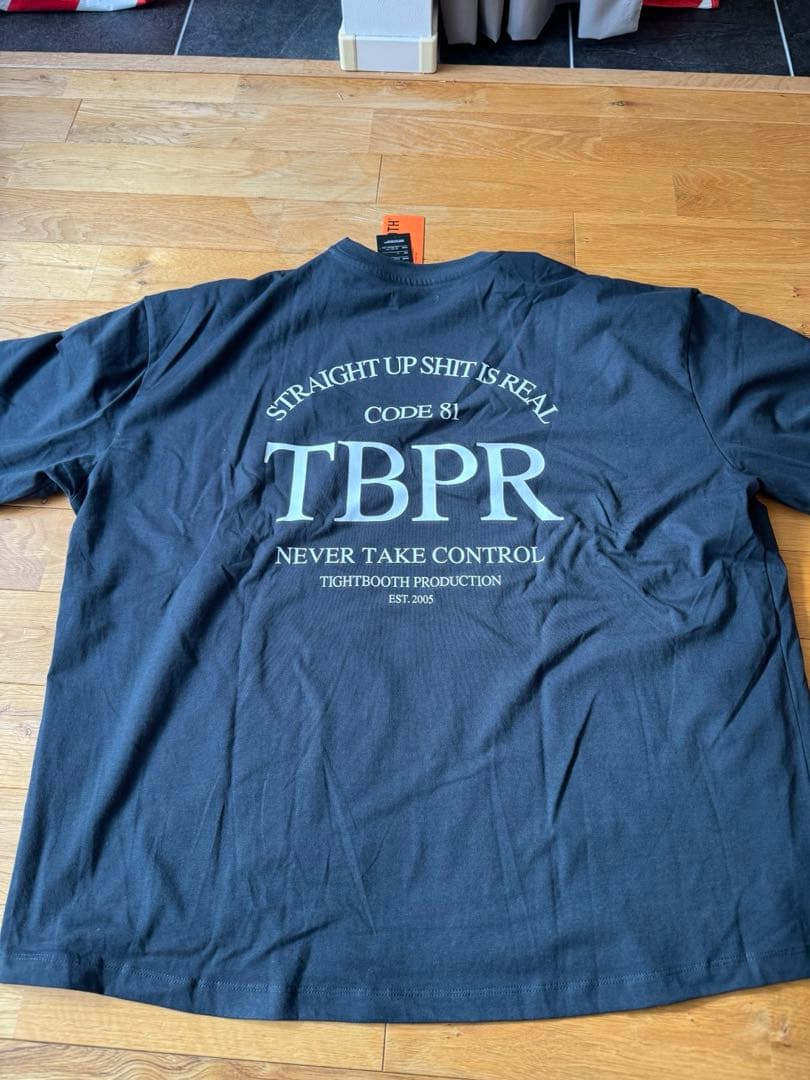 STRAIGHT UP SHIT IS REAL
CODE 81
TBPR
NEVER TAKE CONTROL
TIGHTBOOTH PRODUCTION
EST. 2005